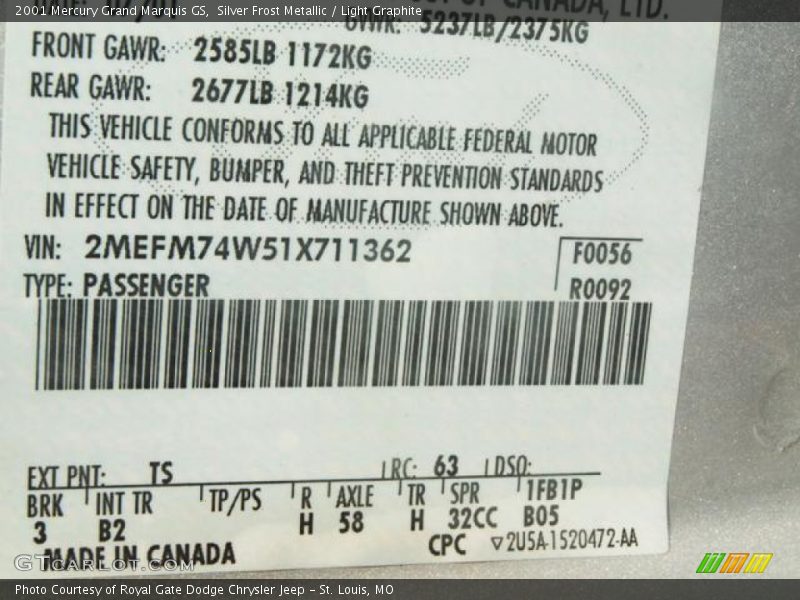 2001 Mercury Grand Marquis GS, Silver Frost Metallic / Light Graphite
OF CANADA, LTD.
GVWR: 5237LB/2375KG
FRONT GAWR: 2585LB 1172KG
REAR GAWR: 2677LB 1214KG
THIS VEHICLE CONFORMS TO ALL APPLICABLE FEDERAL MOTOR
VEHICLE SAFETY, BUMPER, AND THEFT PREVENTION STANDARDS
IN EFFECT ON THE DATE OF MANUFACTURE SHOWN ABOVE.
VIN: 2MEFM74W51X711362 F0056
TYPE: PASSENGER R0092
EXT PNT: TS RC: 63 DSO:
BRK INT TR TP/PS R AXLE TR SPR 1FB1P
3 B2 H 58 H 32CC B05
MADE IN CANADA CPC ▽2U5A-1520472-AA
GTCARLOT.COM
Photo Courtesy of Royal Gate Dodge Chrysler Jeep – St. Louis, MO